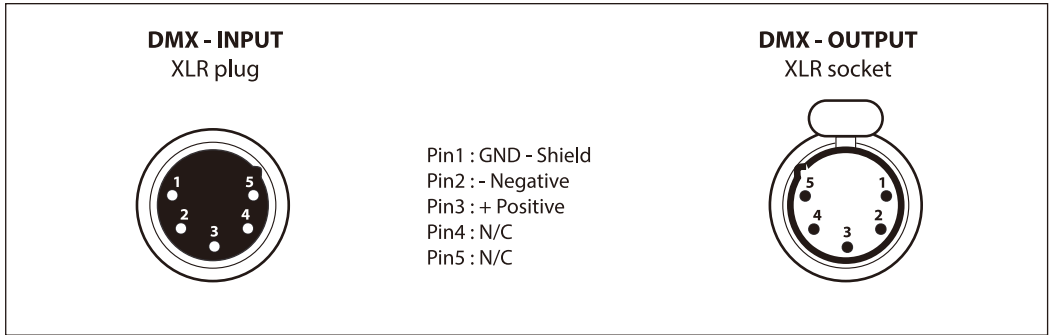 DMX - INPUT
XLR plug
DMX - OUTPUT
XLR socket
Pin1 : GND - Shield
Pin2 : - Negative
Pin3 : + Positive
Pin4 : N/C
Pin5 : N/C
1
5
2
4
3
5
1
4
2
3